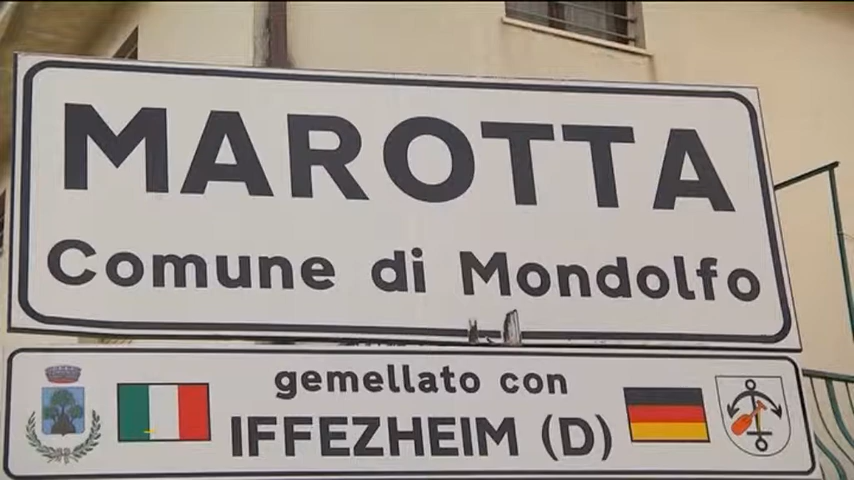 MAROTTA
Comune di Mondolfo
gemellato con
IFFEZHEIM (D)